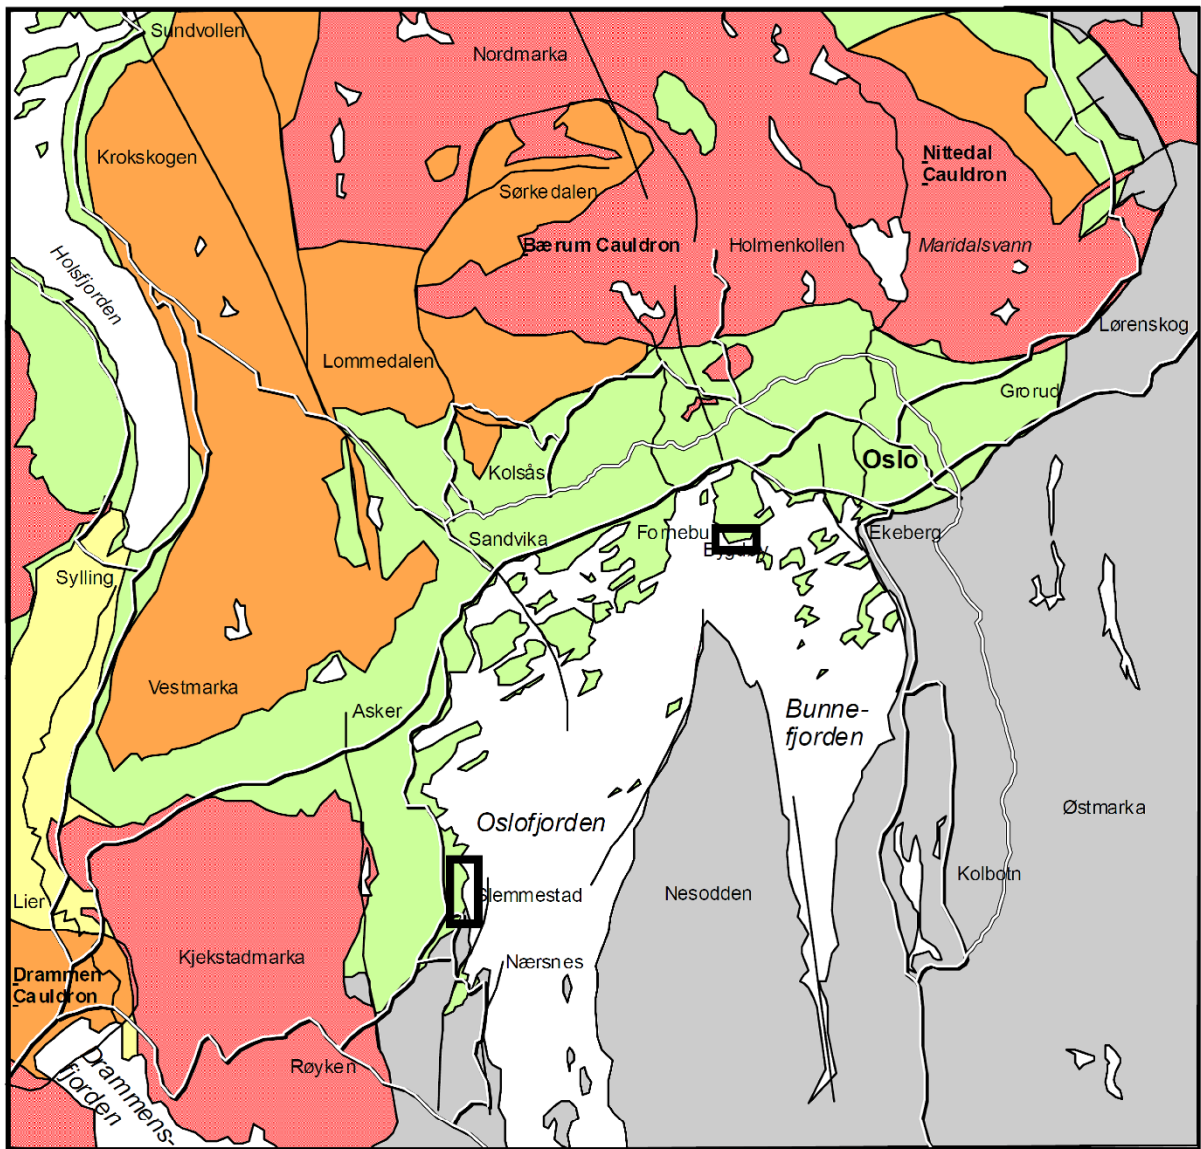 Sundvollen
Nordmarka
Krokskogen
Nittedal
Cauldron
Sørkedalen
Bærum Cauldron
Holmenkollen
Maridalsvann
Holsfjorden
Lørenskog
Lommedalen
Grorud
Oslo
Kolsås
Sandvika
Fornebu
Ekeberg
Bygdøy
Sylling
Vestmarka
Asker
Bunne-
fjorden
Oslofjorden
Østmarka
Kolbotn
Lier
Slemmestad
Nesodden
Kjekstadmarka
Nærsnes
Drammen
Cauldron
Røyken
Drammens-
fjorden